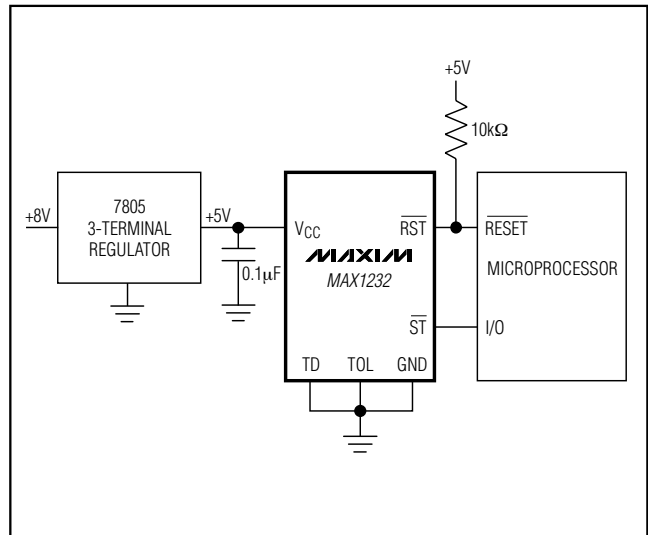 +5V
10kΩ
7805
3-TERMINAL
REGULATOR
+8V
+5V
0.1μF
VCC
RST
MAXIM
MAX1232
ST
TD TOL GND
RESET
MICROPROCESSOR
I/O